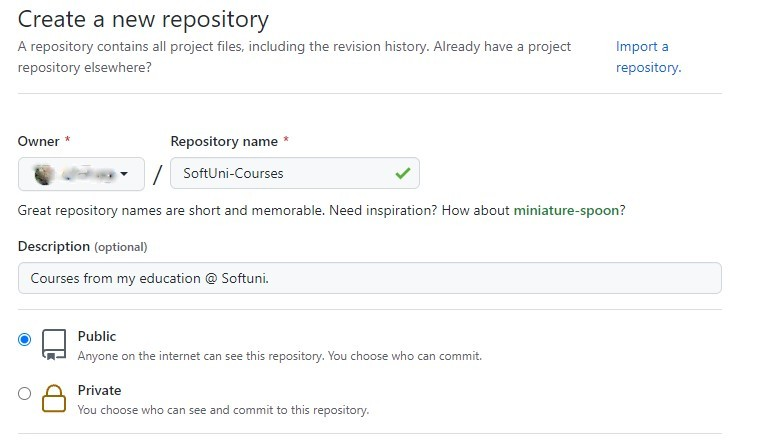 Create a new repository
A repository contains all project files, including the revision history. Already have a project
repository elsewhere?
Import a
repository.
Owner *
Repository name *
/
SoftUni-Courses
Great repository names are short and memorable. Need inspiration? How about miniature-spoon?
Description (optional)
Courses from my education @ Softuni.
Public
Anyone on the internet can see this repository. You choose who can commit.
Private
You choose who can see and commit to this repository.